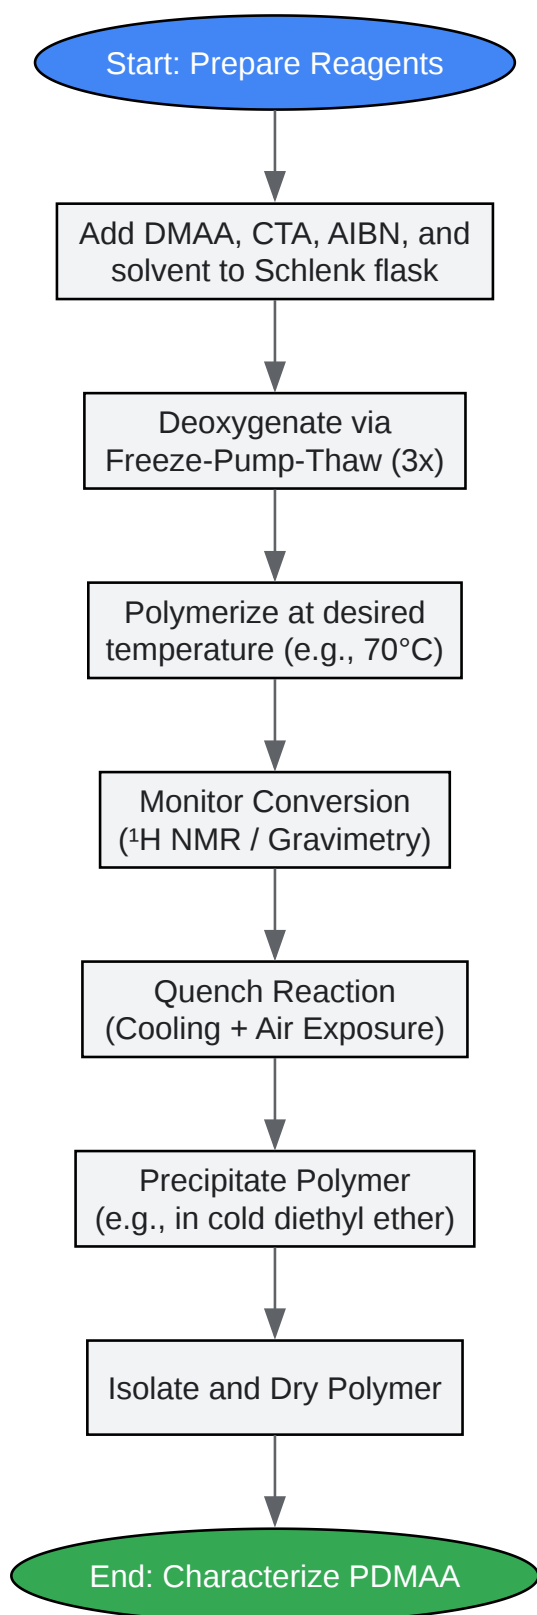 Start: Prepare Reagents
Add DMAA, CTA, AIBN, and
solvent to Schlenk flask
Deoxygenate via
Freeze-Pump-Thaw (3x)
Polymerize at desired
temperature (e.g., 70°C)
Monitor Conversion
(¹H NMR / Gravimetry)
Quench Reaction
(Cooling + Air Exposure)
Precipitate Polymer
(e.g., in cold diethyl ether)
Isolate and Dry Polymer
End: Characterize PDMAA